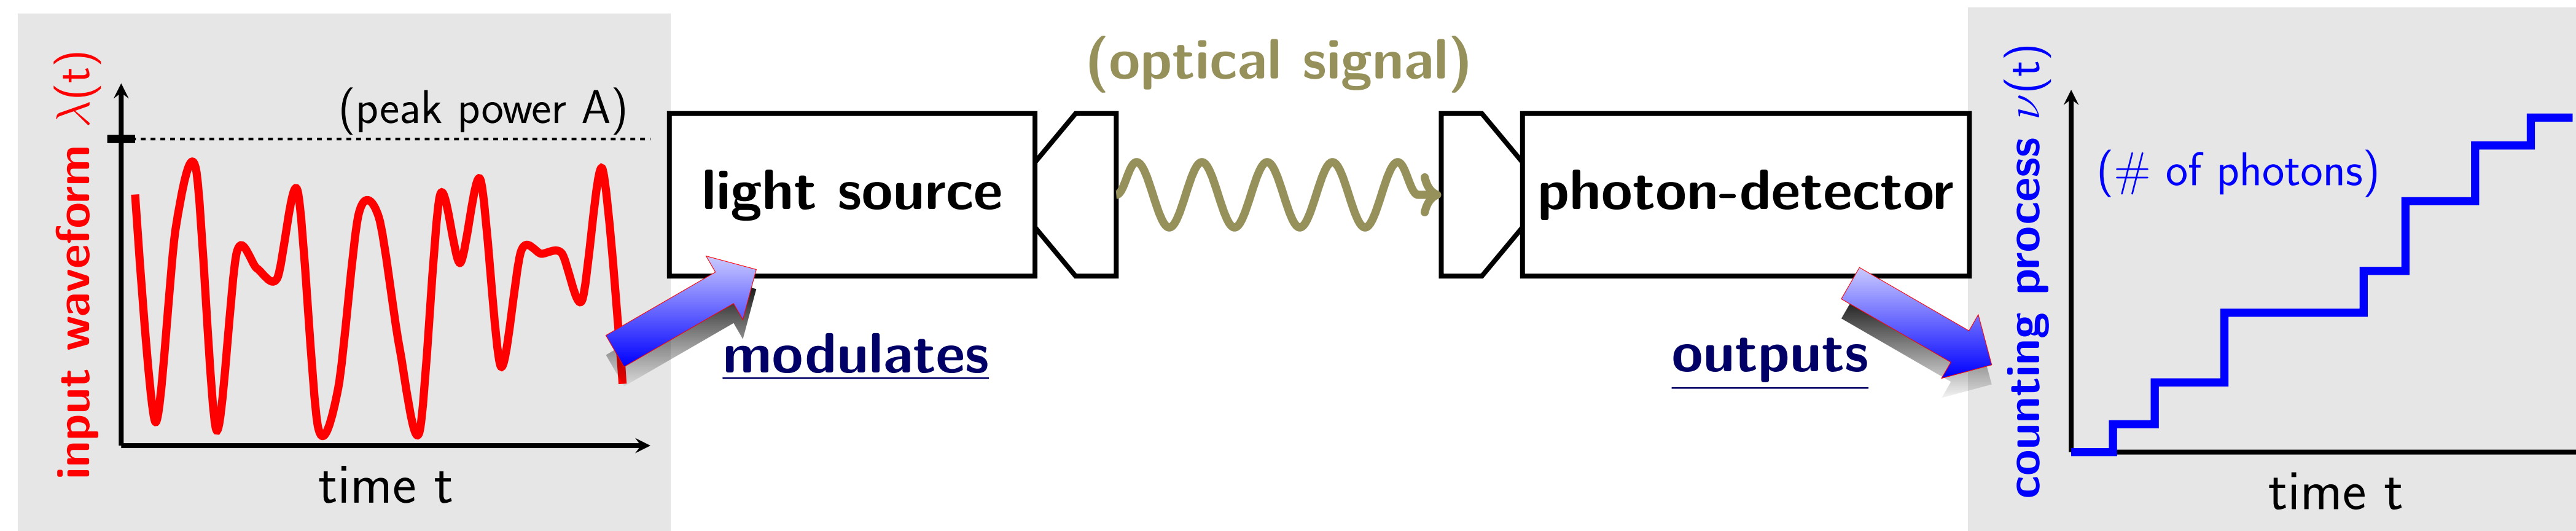 input waveform λ(t)
(peak power A)
time t
light source
modulates
(optical signal)
photon-detector
outputs
counting process ν(t)
(# of photons)
time t